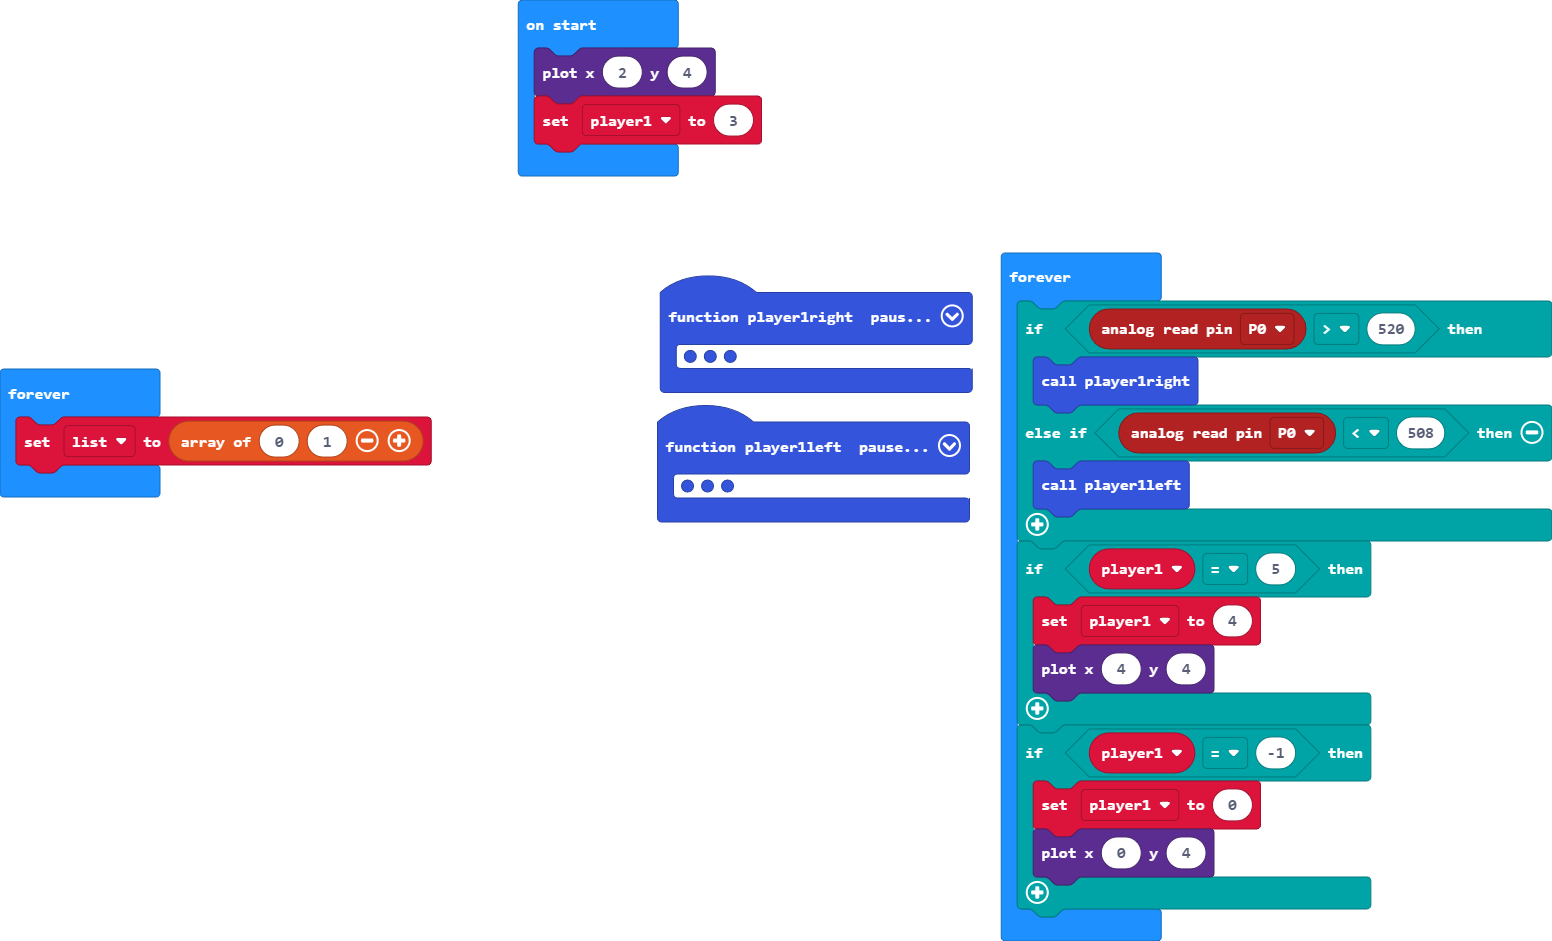 on start
plot x 2 y 4
set player1 to 3
forever
set list to array of 0 1
function player1right paus...
function player1left pause...
forever
if analog read pin P0 > 520 then
call player1right
else if analog read pin P0 < 508 then
call player1left
if player1 = 5 then
set player1 to 4
plot x 4 y 4
if player1 = -1 then
set player1 to 0
plot x 0 y 4